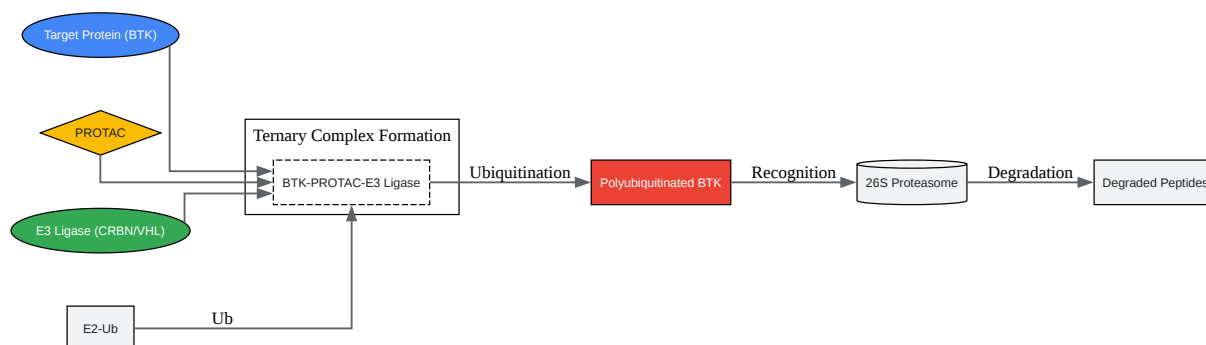 Target Protein (BTK)
PROTAC
Ternary Complex Formation
BTK-PROTAC-E3 Ligase
Ubiquitination
Polyubiquitinated BTK
Recognition
26S Proteasome
Degradation
Degraded Peptides
E3 Ligase (CRBN/VHL)
Ub
E2-Ub